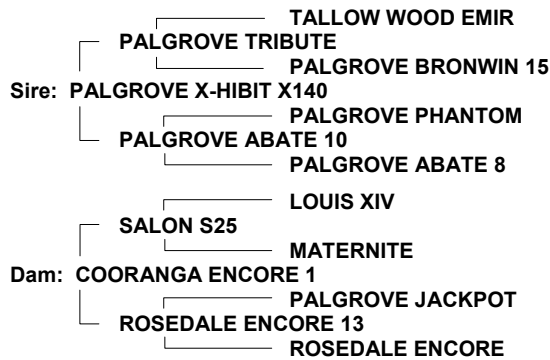 TALLOW WOOD EMIR
PALGROVE TRIBUTE
PALGROVE BRONWIN 15
Sire: PALGROVE X-HIBIT X140
PALGROVE PHANTOM
PALGROVE ABATE 10
PALGROVE ABATE 8
LOUIS XIV
SALON S25
MATERNITE
Dam: COORANGA ENCORE 1
PALGROVE JACKPOT
ROSEDALE ENCORE 13
ROSEDALE ENCORE